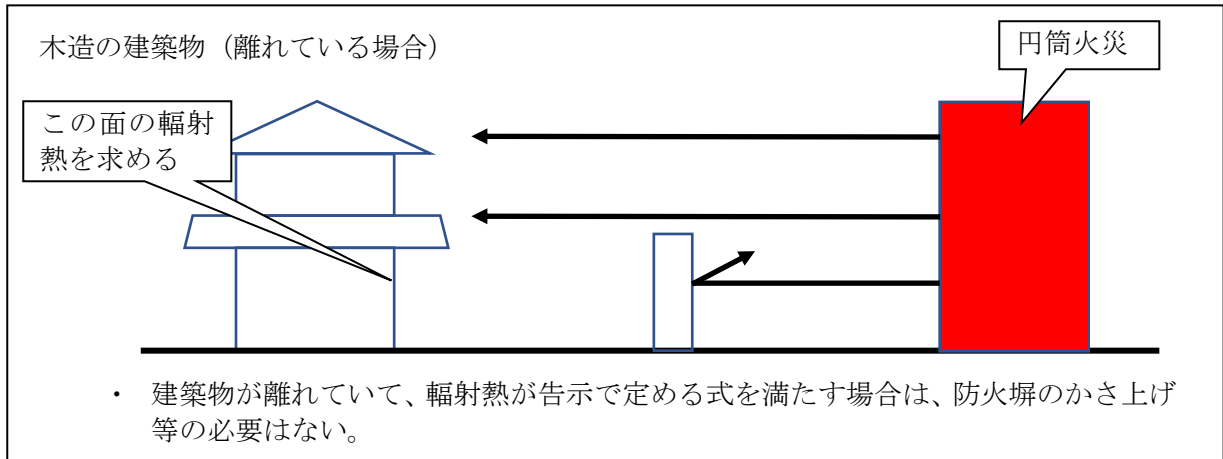 木造の建築物（離れている場合）
円筒火災
この面の輻射
熱を求める
・ 建築物が離れていて、輻射熱が告示で定める式を満たす場合は、防火塀のかさ上げ
等の必要はない。